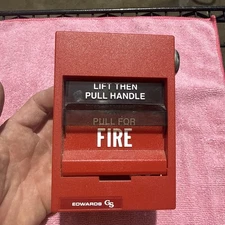 LIFT THEN
PULL HANDLE
PULL FOR
FIRE
EDWARDS GS